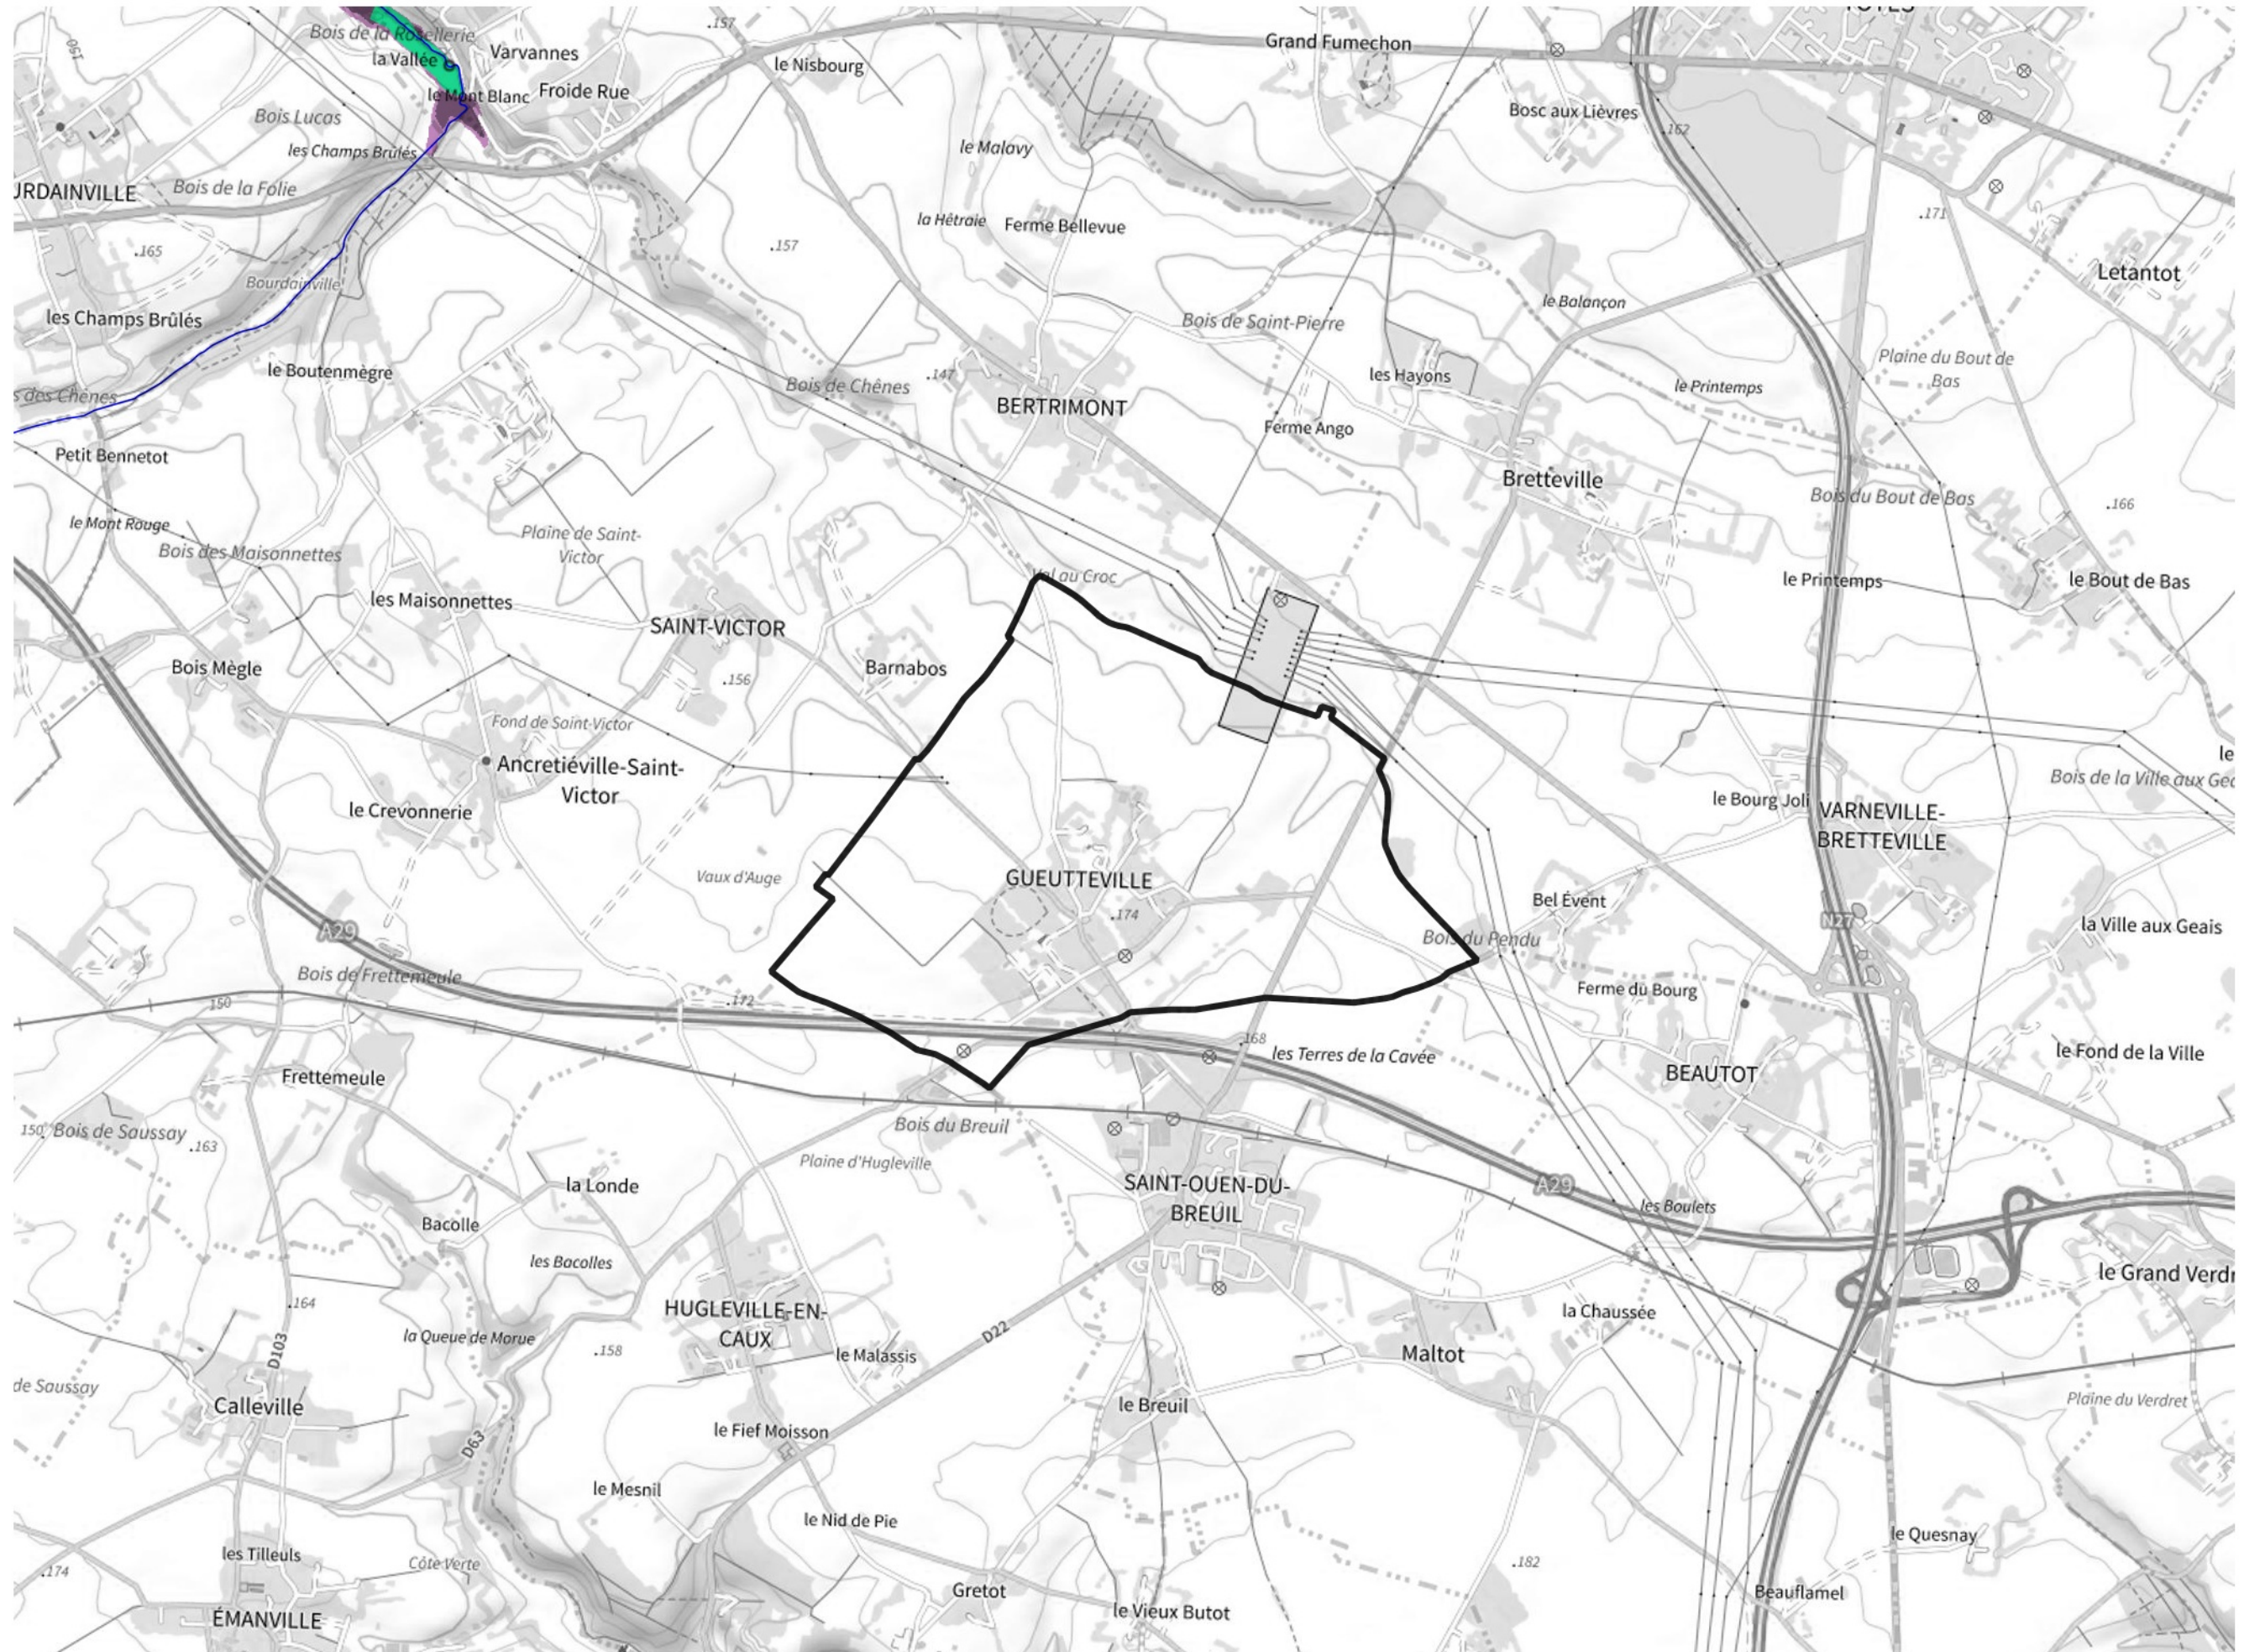 .157
Bois de la Rosellerie
Varvannes
Grand Fumechon
la Vallée
le Nisbourg
150
le Mont Blanc
Froide Rue
Bosc aux Lièvres
Bois Lucas
.162
les Champs Brûlés
le Malavy
URDAINVILLE
Bois de la Folie
.171
la Hêtraie
Ferme Bellevue
.165
.157
Letantot
Bourdainville
le Balançon
les Champs Brûlés
Bois de Saint-Pierre
Plaine du Bout de
Bas
le Boutenmègre
.147
les Hayons
Bois de Chênes
le Printemps
s des Chênes
BERTRIMONT
Ferme Ango
Petit Bennetot
Bretteville
Bois du Bout de Bas
.166
le Mont Rouge
Plaine de Saint-
Victor
Bois des Maisonnettes
Val au Croc
le Printemps
le Bout de Bas
les Maisonnettes
SAINT-VICTOR
Bois Mègle
Barnabos
.156
Fond de Saint-Victor
le
Ancretiéville-Saint-
Victor
Bois de la Ville aux Gea
le Bourg Joli
le Crevonnerie
VARNEVILLE-
BRETTEVILLE
Vaux d'Auge
GUEUTTEVILLE
Bel Évent
.174
N27
la Ville aux Geais
A29
Bois du Pendu
Bois de Frettemeule
Ferme du Bourg
150
.172
.168
les Terres de la Cavée
le Fond de la Ville
Frettemeule
BEAUTOT
Bois du Breuil
150
Bois de Saussay
.163
Plaine d'Hugleville
la Londe
SAINT-OUEN-DU-
BREUIL
A29
les Boulets
Bacolle
les Bacolles
le Grand Verdr
HUGLEVILLE-EN-
CAUX
.164
la Chaussée
la Queue de Morue
D22
D103
.158
le Malassis
Maltot
de Saussay
Plaine du Verdret
Calleville
le Breuil
le Fief Moisson
D63
le Mesnil
le Nid de Pie
le Quesnay
les Tilleuls
Côte Verte
.182
.174
Gretot
Beauflamel
ÉMANVILLE
le Vieux Butot